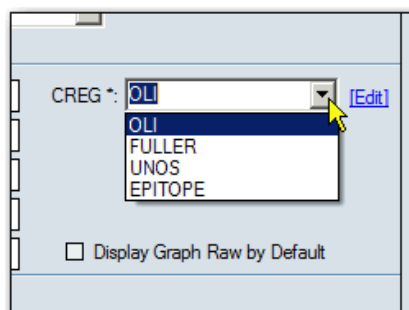 CREG *: OLI [Edit]
OLI
FULLER
UNOS
EPITOPE
Display Graph Raw by Default